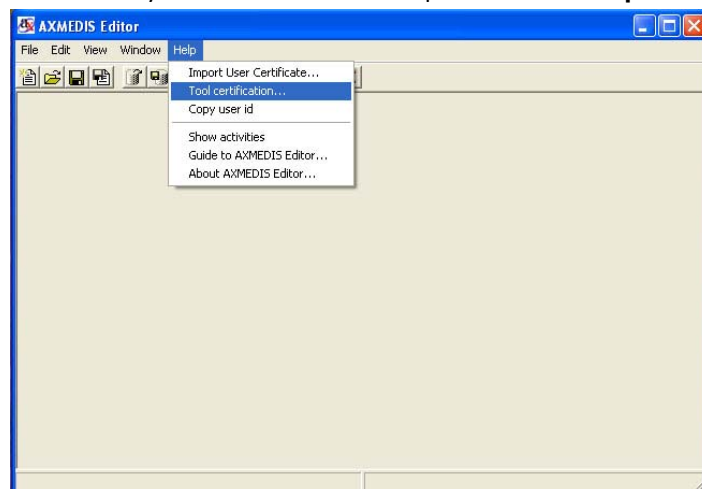 AXMEDIS Editor
File Edit View Window Help
Import User Certificate...
Tool certification...
Copy user id
Show activities
Guide to AXMEDIS Editor...
About AXMEDIS Editor...